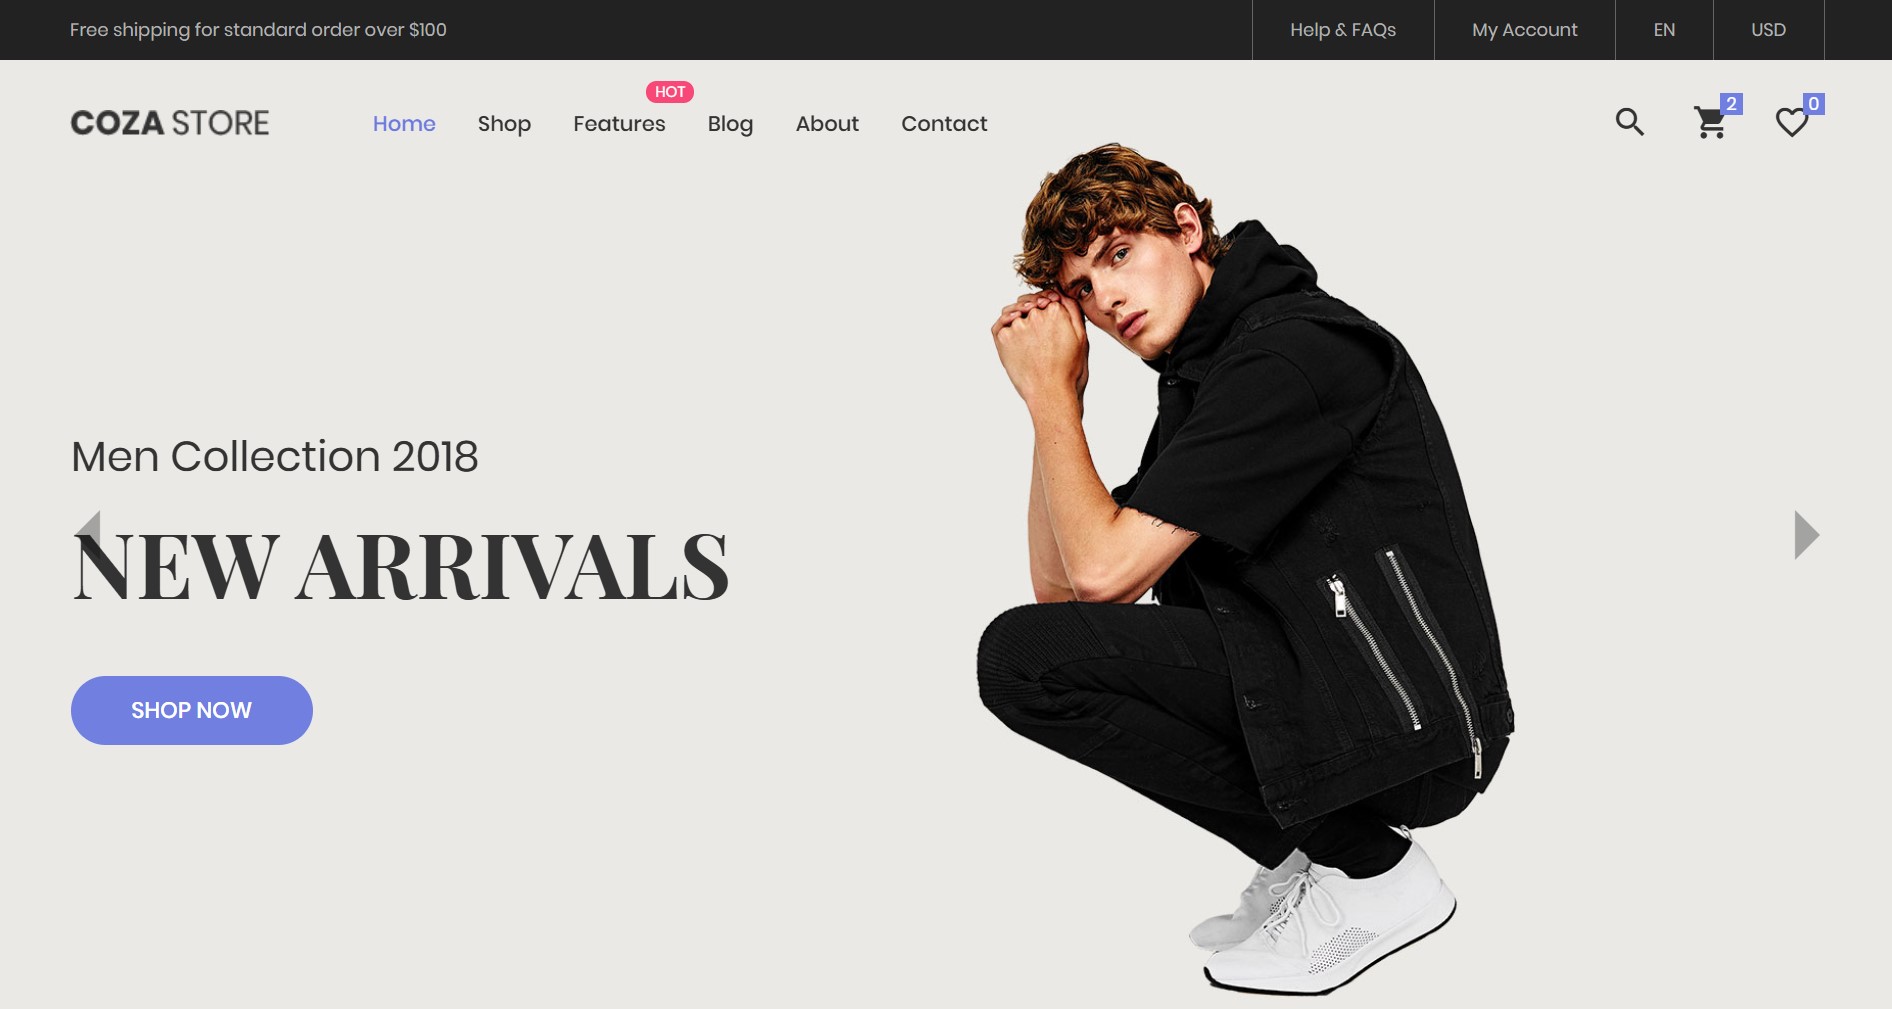 Free shipping for standard order over $100
Help & FAQs
My Account
EN
USD
COZA STORE
Home
Shop
HOT
Features
Blog
About
Contact
2
0
Men Collection 2018
NEW ARRIVALS
SHOP NOW